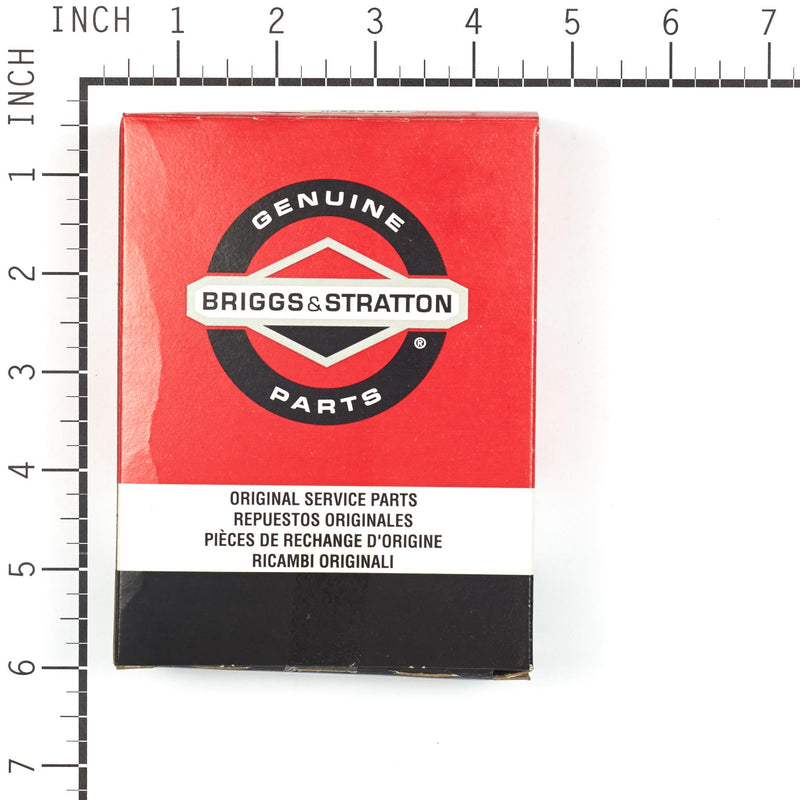 INCH 1 2 3 4 5 6 7
INCH
1
2
3
4
5
6
7
GENUINE
BRIGGS & STRATTON
®
PARTS
ORIGINAL SERVICE PARTS
REPUESTOS ORIGINALES
PIÈCES DE RECHANGE D'ORIGINE
RICAMBI ORIGINALI